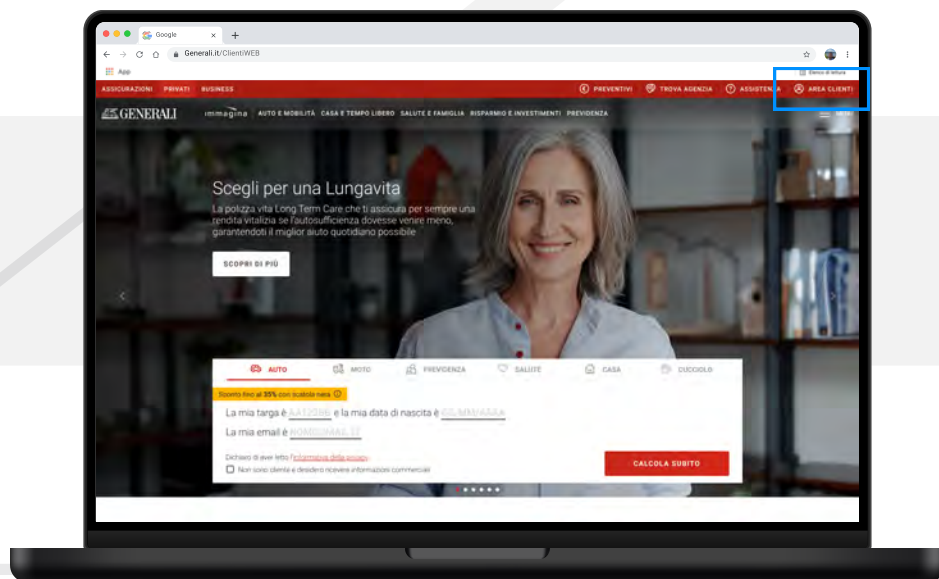 Google
Generali.it/ClientiWEB
App
Elenco di lettura
ASSICURAZIONI PRIVATI BUSINESS
PREVENTIVI TROVA AGENZIA ASSISTENZA AREA CLIENTI
GENERALI
immagina AUTO E MOBILITÀ CASA E TEMPO LIBERO SALUTE E FAMIGLIA RISPARMIO E INVESTIMENTI PREVIDENZA
MENU
Scegli per una Lungavita
La polizza vita Long Term Care che ti assicura per sempre una
rendita vitalizia se l'autosufficienza dovesse venire meno,
garantendoti il miglior aiuto quotidiano possibile
SCOPRI DI PIÙ
AUTO MOTO PREVIDENZA SALUTE CASA CUCCIOLO
Sconto fino al 35% con scatola nera
La mia targa è AA123BB e la mia data di nascita è GG/MM/AAAA
La mia email è NOME@MAIL.IT
Dichiaro di aver letto l'informativa della privacy
Non sono cliente e desidero ricevere informazioni commerciali
CALCOLA SUBITO